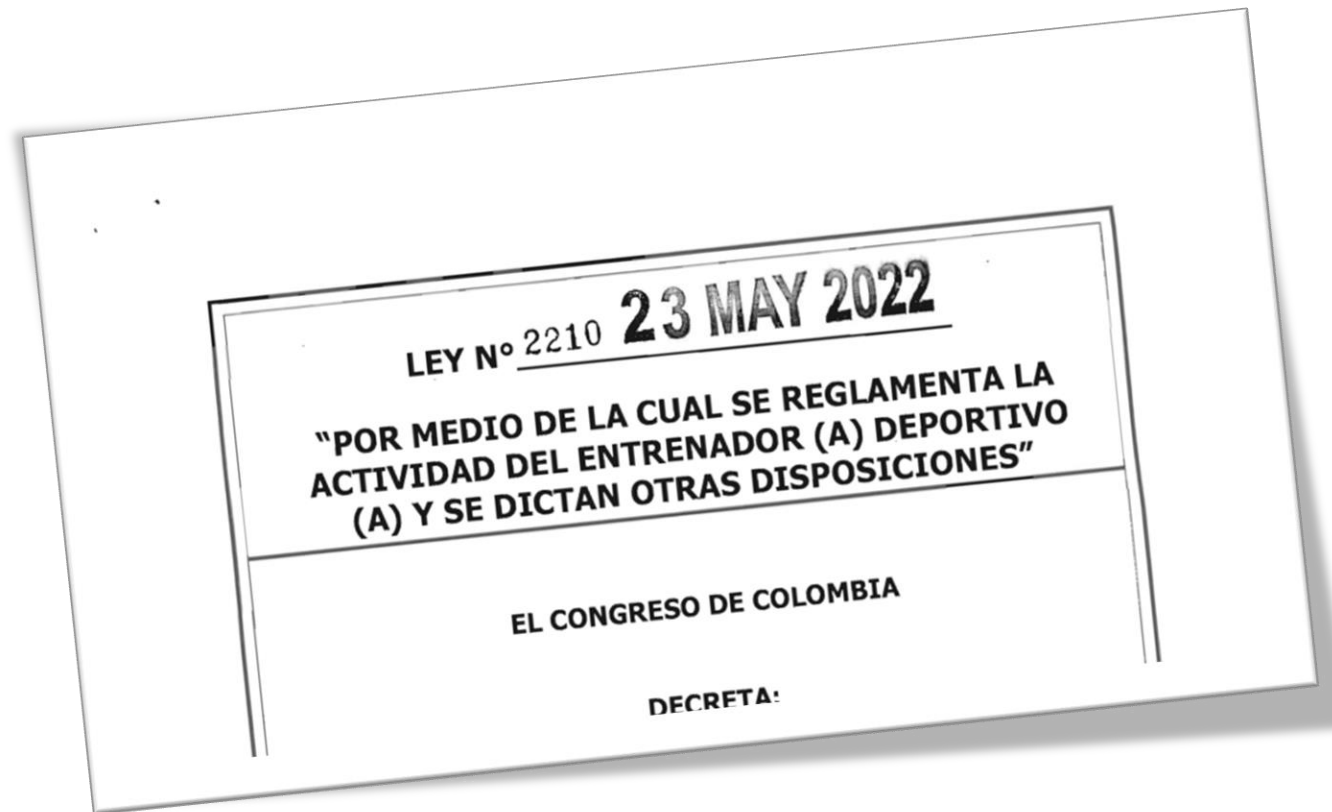 LEY Nº 2210 23 MAY 2022
"POR MEDIO DE LA CUAL SE REGLAMENTA LA
ACTIVIDAD DEL ENTRENADOR (A) DEPORTIVO
(A) Y SE DICTAN OTRAS DISPOSICIONES"
EL CONGRESO DE COLOMBIA
DECRETA: